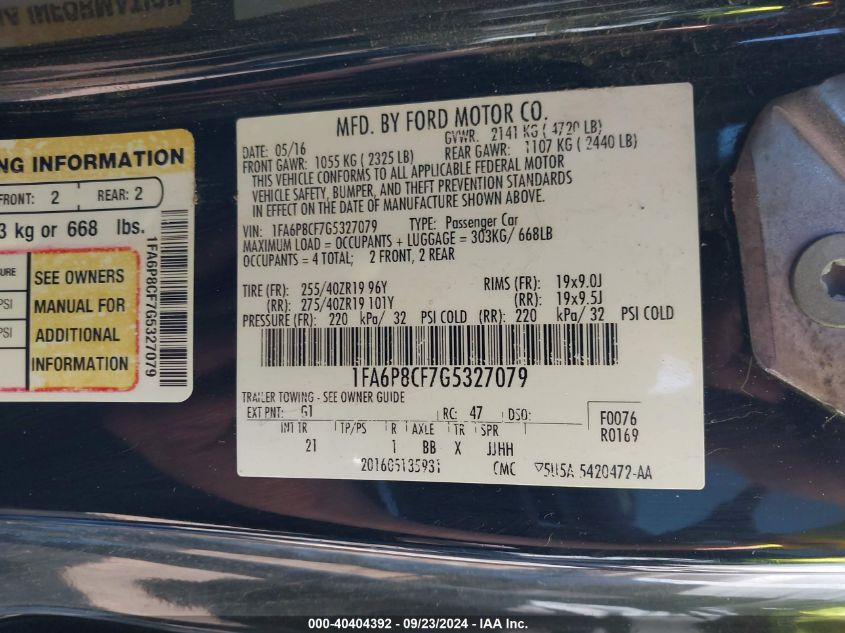 A INFORMATION
NG INFORMATION
FRONT: 2 REAR: 2
3 kg or 668 lbs.
SURE
PSI
PSI
SEE OWNERS
MANUAL FOR
ADDITIONAL
INFORMATION
1FA6P8CF7G5327079
MFD. BY FORD MOTOR CO.
DATE: 05/16 GVWR: 2141 KG ( 4720 LB)
FRONT GAWR: 1055 KG ( 2325 LB) REAR GAWR: 1107 KG ( 2440 LB)
THIS VEHICLE CONFORMS TO ALL APPLICABLE FEDERAL MOTOR
VEHICLE SAFETY, BUMPER, AND THEFT PREVENTION STANDARDS
IN EFFECT ON THE DATE OF MANUFACTURE SHOWN ABOVE.
VIN: 1FA6P8CF7G5327079 TYPE: Passenger Car
MAXIMUM LOAD = OCCUPANTS + LUGGAGE = 303KG/ 668LB
OCCUPANTS = 4 TOTAL; 2 FRONT, 2 REAR
TIRE (FR): 255/40ZR19 96Y RIMS (FR): 19x9.0J
(RR): 275/40ZR19 101Y (RR): 19x9.5J
PRESSURE (FR): 220 kPa/ 32 PSI COLD (RR): 220 kPa/ 32 PSI COLD
1FA6P8CF7G5327079
TRAILER TOWING - SEE OWNER GUIDE
EXT PNT: G1 RC: 47 DSO: F0076
R0169
INT TR TP/PS R AXLE TR SPR
21 1 BB X JJHH
201605135931 CMC 5U5A 5420472-AA
000-40404392 - 09/23/2024 - IAA Inc.